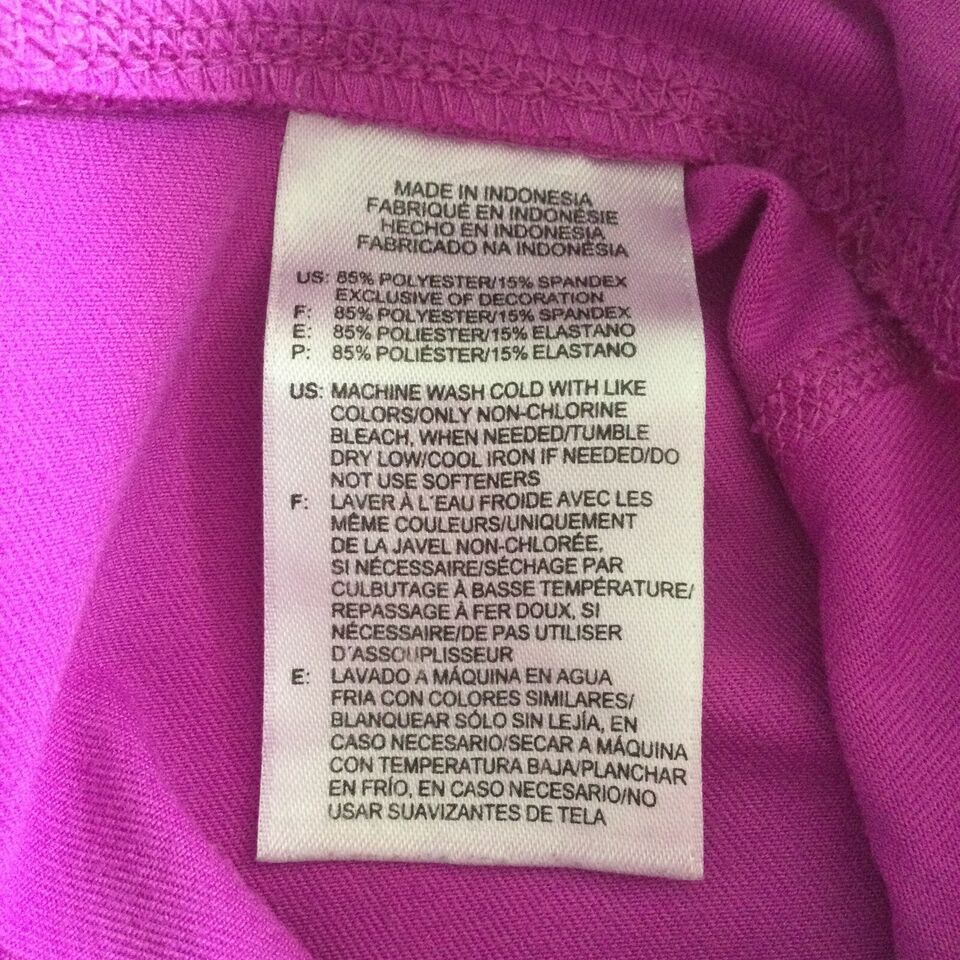 MADE IN INDONESIA
FABRIQUÉ EN INDONÉSIE
HECHO EN INDONESIA
FABRICADO NA INDONÉSIA
US: 85% POLYESTER/15% SPANDEX
EXCLUSIVE OF DECORATION
F: 85% POLYESTER/15% SPANDEX
E: 85% POLIESTER/15% ELASTANO
P: 85% POLIÉSTER/15% ELASTANO
US: MACHINE WASH COLD WITH LIKE
COLORS/ONLY NON-CHLORINE
BLEACH, WHEN NEEDED/TUMBLE
DRY LOW/COOL IRON IF NEEDED/DO
NOT USE SOFTENERS
F: LAVER À L´EAU FROIDE AVEC LES
MÊME COULEURS/UNIQUEMENT
DE LA JAVEL NON-CHLORÉE,
SI NÉCESSAIRE/SÉCHAGE PAR
CULBUTAGE À BASSE TEMPÉRATURE/
REPASSAGE À FER DOUX, SI
NÉCESSAIRE/DE PAS UTILISER
D´ASSOUPLISSEUR
E: LAVADO A MÁQUINA EN AGUA
FRIA CON COLORES SIMILARES/
BLANQUEAR SÓLO SIN LEJÍA, EN
CASO NECESARIO/SECAR A MÁQUINA
CON TEMPERATURA BAJA/PLANCHAR
EN FRÍO, EN CASO NECESARIO/NO
USAR SUAVIZANTES DE TELA